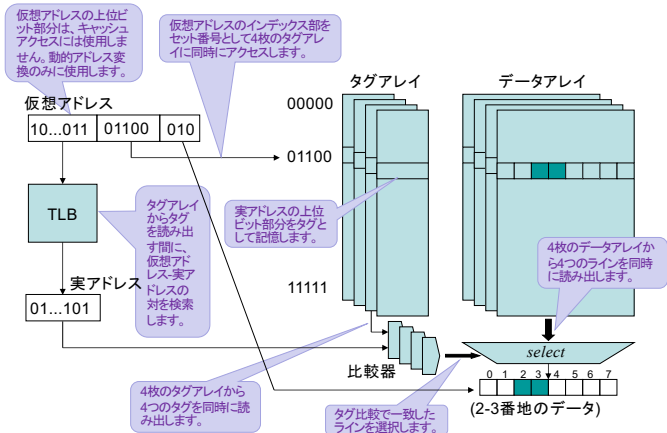 仮想アドレスの上位ビ
ット部分は、キャッシュ
アクセスには使用しま
せん。動的アドレス変
換のみに使用します。
仮想アドレスのインデックス部を
セット番号として4枚のタグアレ
イに同時にアクセスします。
タグアレイ
データアレイ
仮想アドレス
00000
10...011
01100
010
01100
TLB
タグアレイ
からタグ
を読み出
す間に、
仮想アド
レス-実ア
ドレスの
対を検索
します。
実アドレスの上位
ビット部分をタグと
して記憶します。
4枚のデータアレイか
ら4つのラインを同時
に読み出します。
実アドレス
11111
01...101
select
比較器
0 1 2 3 4 5 6 7
4枚のタグアレイから
4つのタグを同時に読
み出します。
タグ比較で一致した
ラインを選択します。
(2-3番地のデータ)